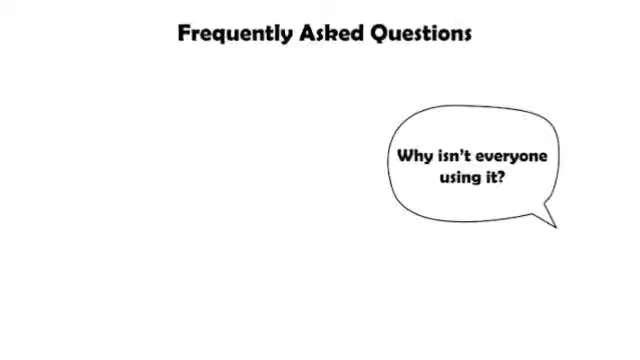 Frequently Asked Questions
Why isn't everyone
using it?